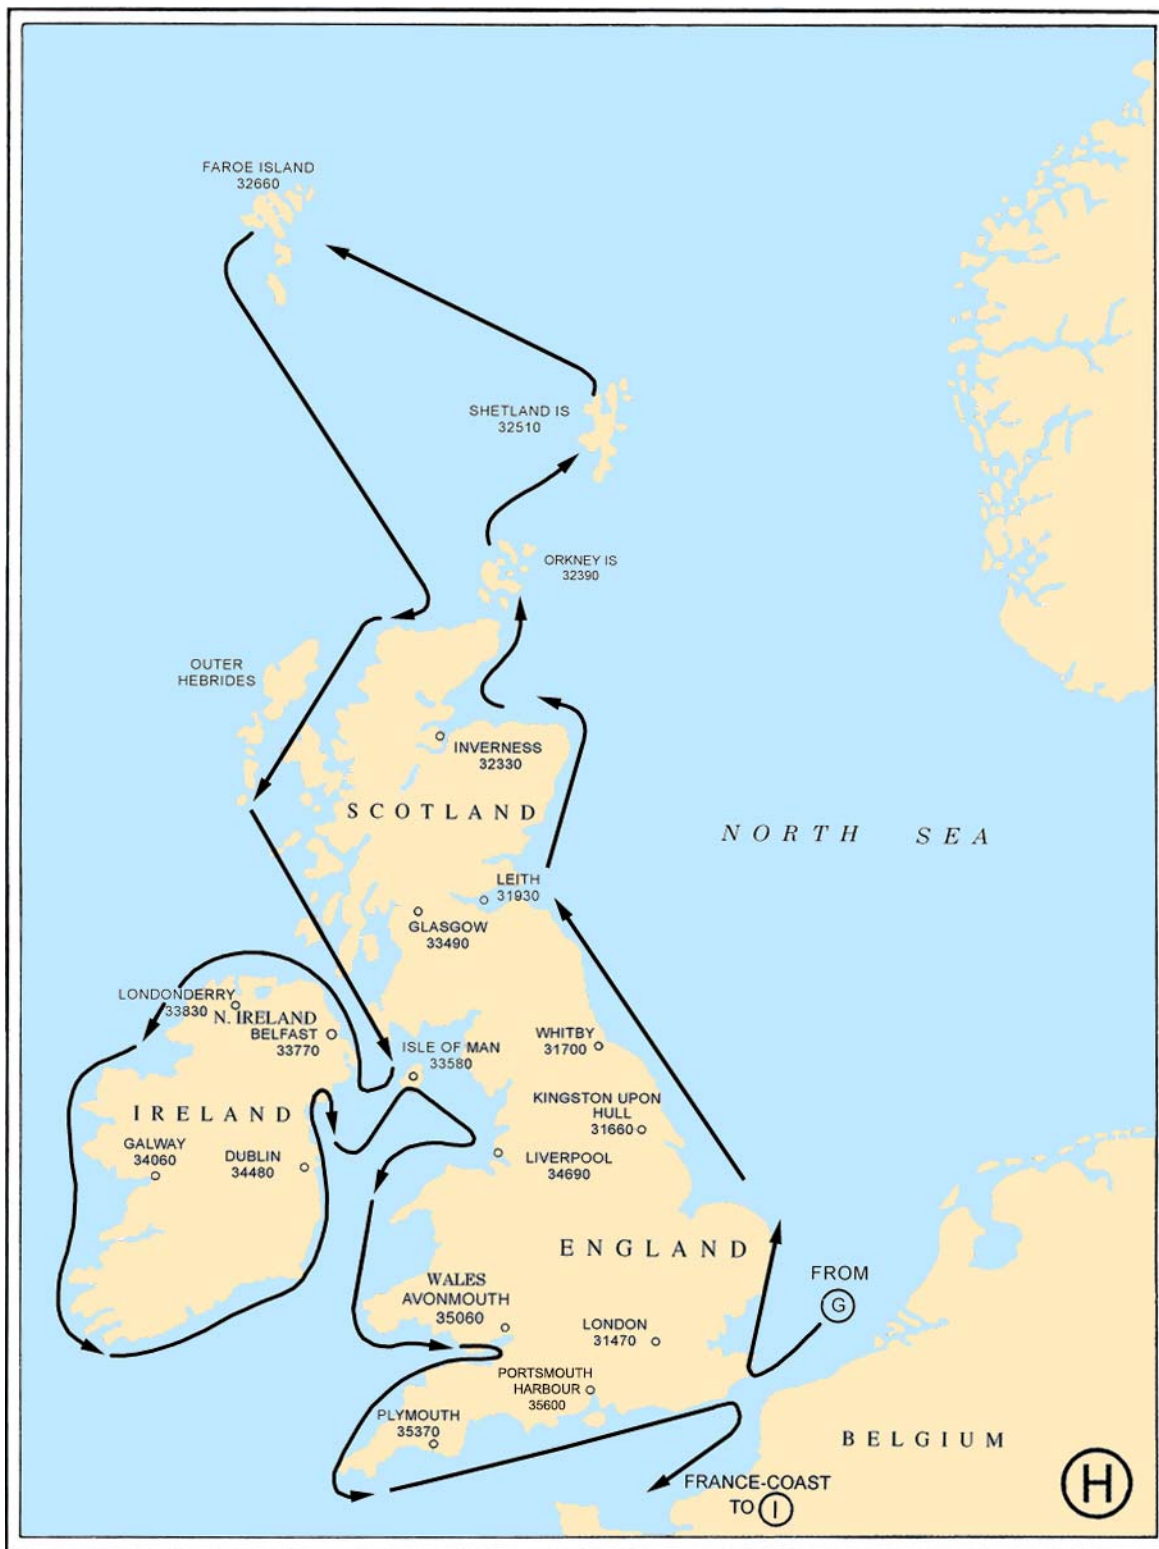 FAROE ISLAND
32660
SHETLAND IS
32510
ORKNEY IS
32390
OUTER
HEBRIDES
INVERNESS
32330
SCOTLAND
NORTH SEA
LEITH
31930
GLASGOW
33490
LONDONDERRY
33830
N. IRELAND
BELFAST
33770
ISLE OF MAN
33580
WHITBY
31700
KINGSTON UPON
HULL
31660
IRELAND
GALWAY
34060
DUBLIN
34480
LIVERPOOL
34690
ENGLAND
WALES
AVONMOUTH
35060
LONDON
31470
FROM
G
PORTSMOUTH
HARBOUR
35600
PLYMOUTH
35370
BELGIUM
FRANCE-COAST
TO I
H